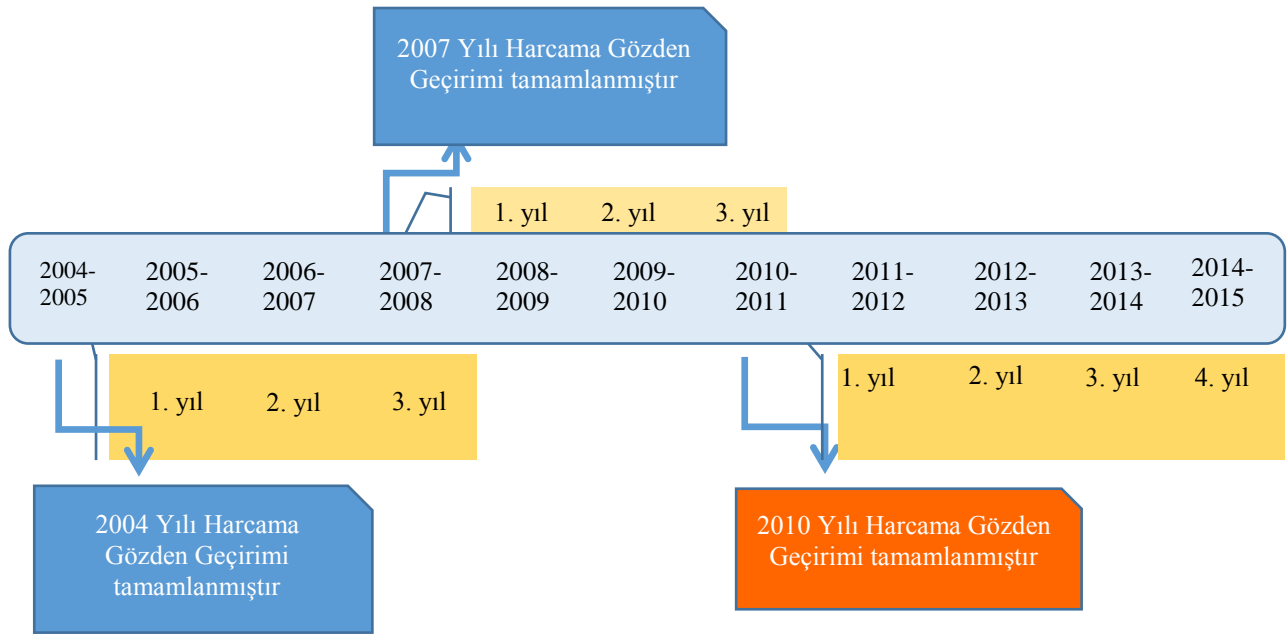 2007 Yılı Harcama Gözden
Geçirimi tamamlanmıştır
1. yıl 2. yıl 3. yıl
2004-
2005
2005-
2006
2006-
2007
2007-
2008
2008-
2009
2009-
2010
2010-
2011
2011-
2012
2012-
2013
2013-
2014
2014-
2015
1. yıl 2. yıl 3. yıl
1. yıl 2. yıl 3. yıl 4. yıl
2004 Yılı Harcama
Gözden Geçirimi
tamamlanmıştır
2010 Yılı Harcama Gözden
Geçirimi tamamlanmıştır